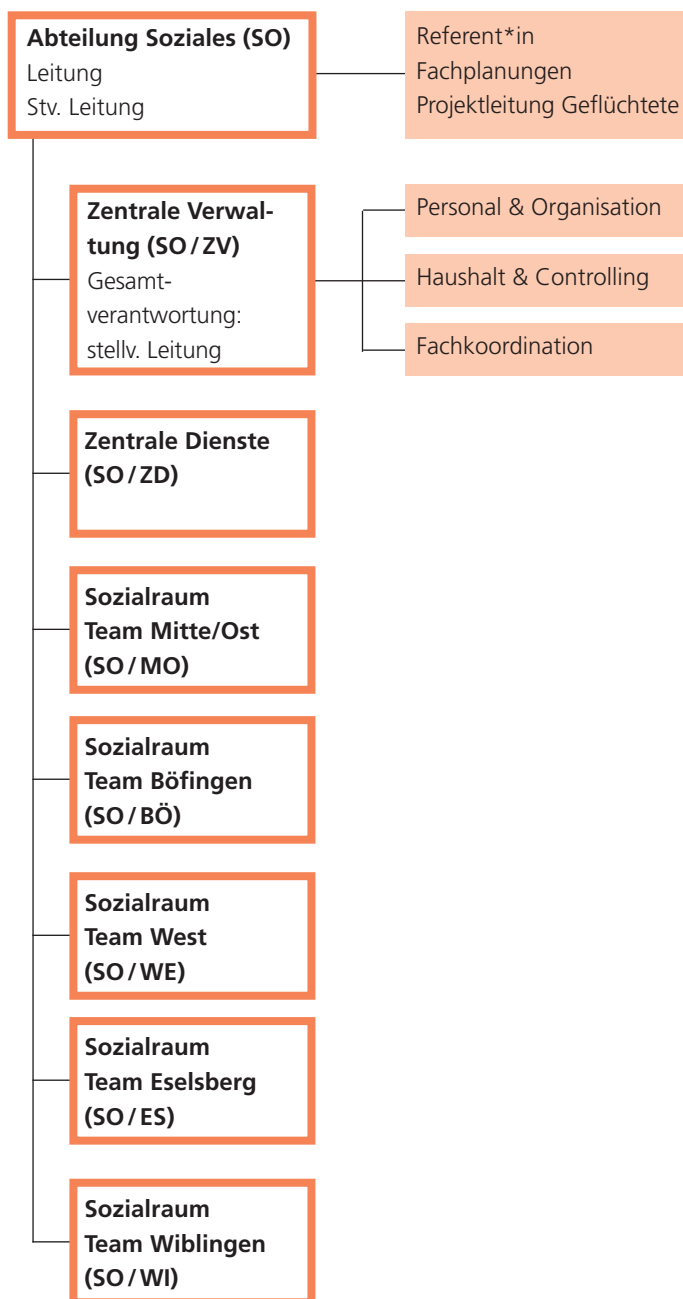 Abteilung Soziales (SO)
Leitung
Stv. Leitung
Referent*in
Fachplanungen
Projektleitung Geflüchtete
Zentrale Verwal-
tung (SO/ZV)
Gesamt-
verantwortung:
stellv. Leitung
Personal & Organisation
Haushalt & Controlling
Fachkoordination
Zentrale Dienste
(SO/ZD)
Sozialraum
Team Mitte/Ost
(SO/MO)
Sozialraum
Team Böfingen
(SO/BÖ)
Sozialraum
Team West
(SO/WE)
Sozialraum
Team Eselsberg
(SO/ES)
Sozialraum
Team Wiblingen
(SO/WI)